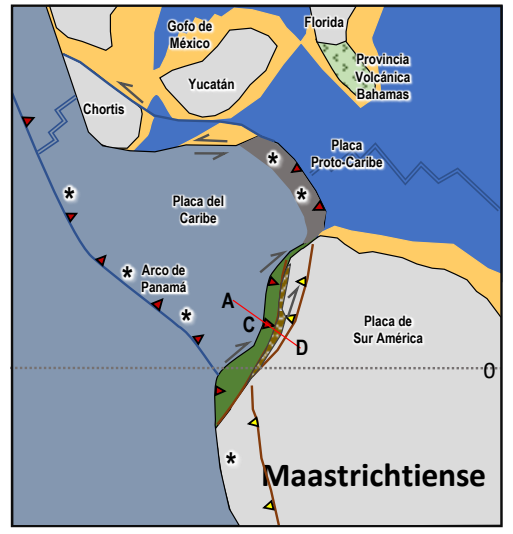 Gofo de
México
Florida
Yucatán
Provincia
Volcánica
Bahamas
Chortis
Placa
Proto-Caribe
Placa del
Caribe
Arco de
Panamá
A
C
D
Placa de
Sur América
0
Maastrichtiense